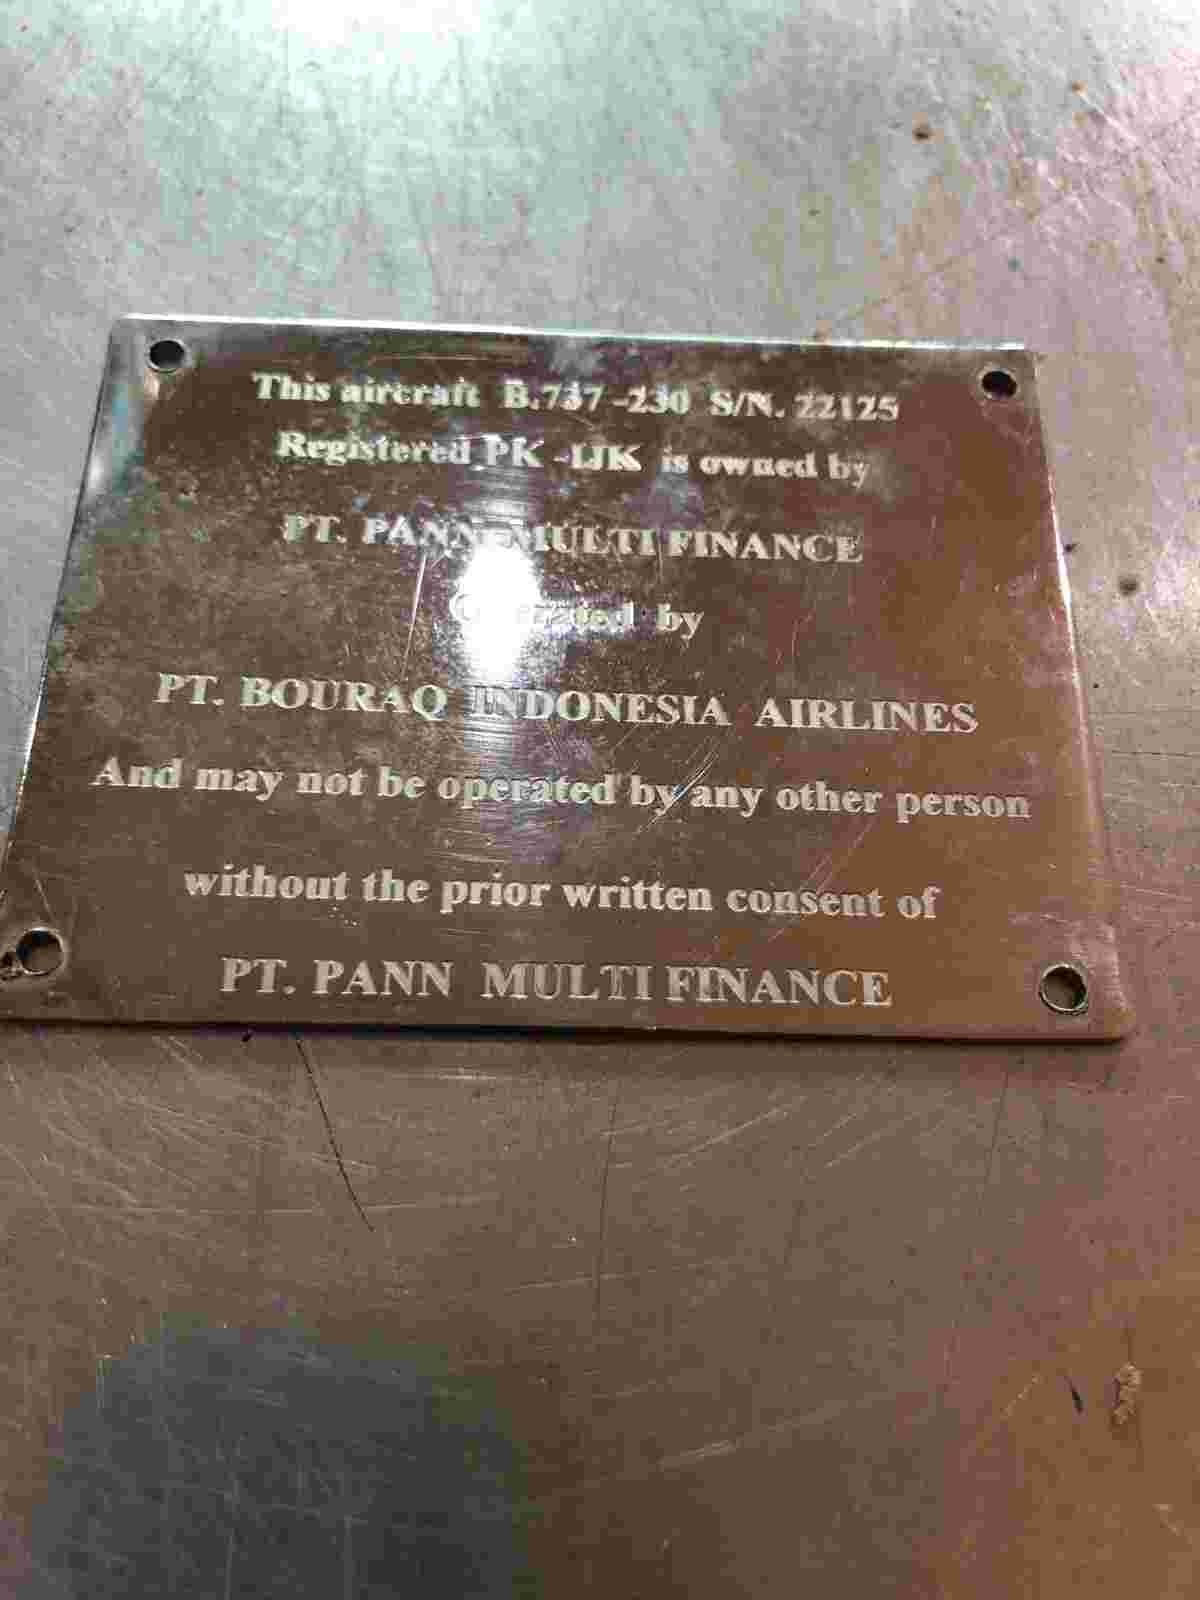 This aircraft B.737-230 S/N. 22125
Registered PK-IJK is owned by
PT. PANN MULTI FINANCE
Operated by
PT. BOURAQ INDONESIA AIRLINES
And may not be operated by any other person
without the prior written consent of
PT. PANN MULTI FINANCE